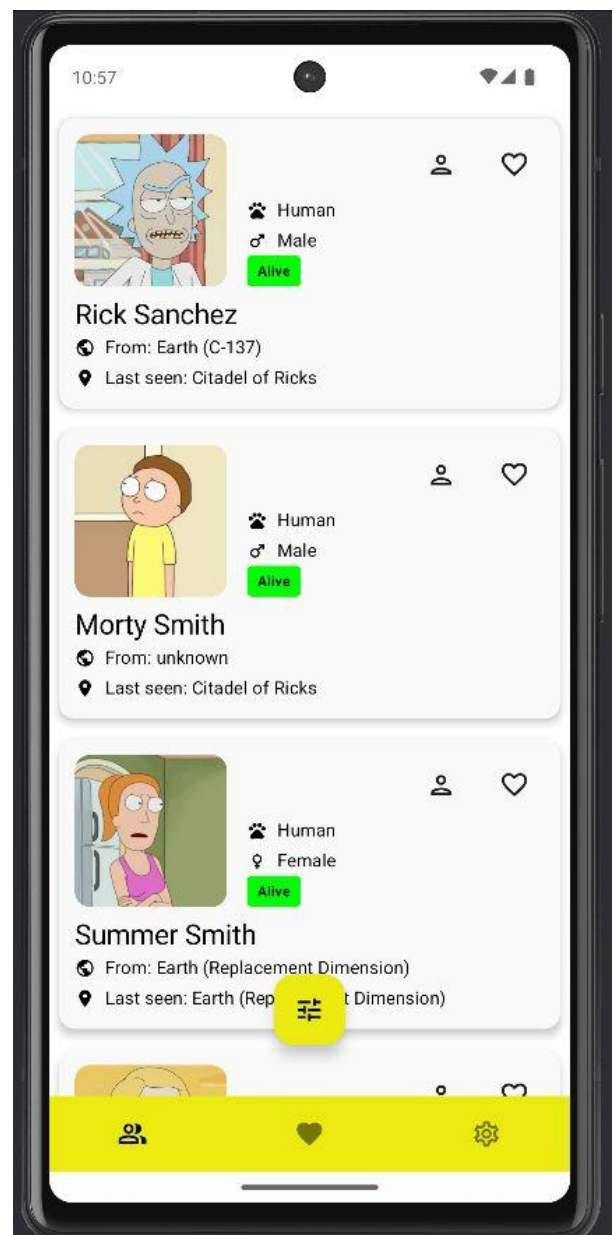 10:57
Human
Male
Alive
Rick Sanchez
From: Earth (C-137)
Last seen: Citadel of Ricks
Human
Male
Alive
Morty Smith
From: unknown
Last seen: Citadel of Ricks
Human
Female
Alive
Summer Smith
From: Earth (Replacement Dimension)
Last seen: Earth (Rep t Dimension)